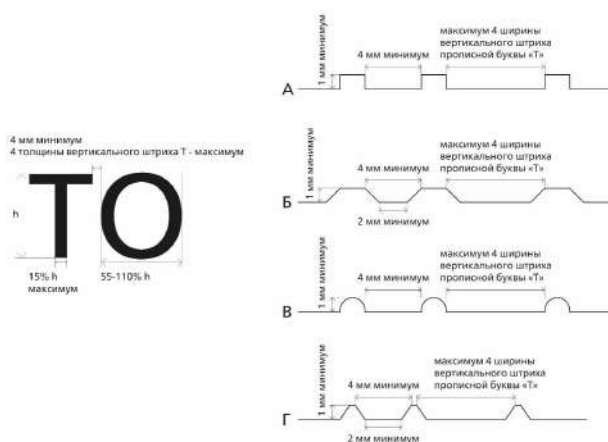 4 мм минимум
4 толщины вертикального штриха Т - максимум
ТО
h
15% h
максимум
55-110% h
А
1 мм минимум
4 мм минимум
максимум 4 ширины
вертикального штриха
прописной буквы «Т»
Б
1 мм минимум
4 мм минимум
максимум 4 ширины
вертикального штриха
прописной буквы «Т»
2 мм минимум
В
1 мм минимум
4 мм минимум
максимум 4 ширины
вертикального штриха
прописной буквы «Т»
Г
1 мм минимум
4 мм минимум
максимум 4 ширины
вертикального штриха
прописной буквы «Т»
2 мм минимум